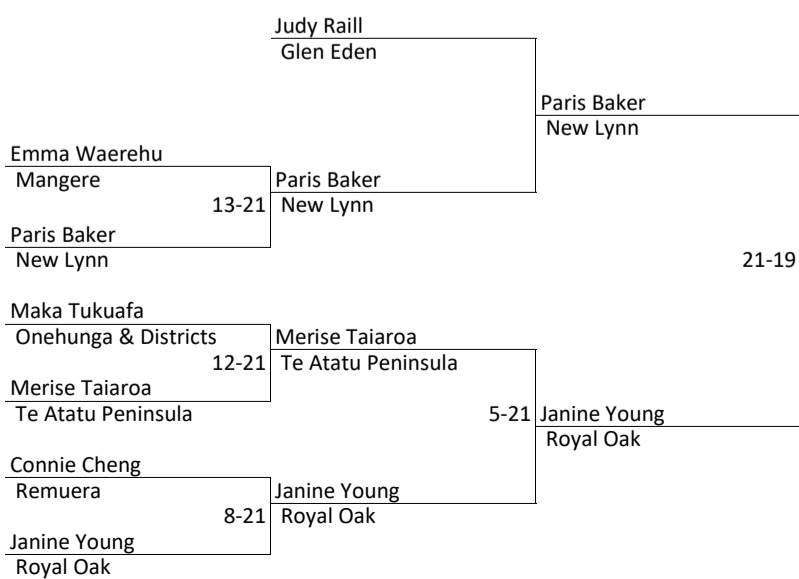 Judy Raill
Glen Eden
Paris Baker
New Lynn
Emma Waerehu
Mangere
Paris Baker
13-21 New Lynn
Paris Baker
New Lynn
21-19
Maka Tukuafa
Onehunga & Districts
Merise Taiaroa
12-21 Te Atatu Peninsula
Merise Taiaroa
Te Atatu Peninsula
5-21 Janine Young
Royal Oak
Connie Cheng
Remuera
Janine Young
8-21 Royal Oak
Janine Young
Royal Oak